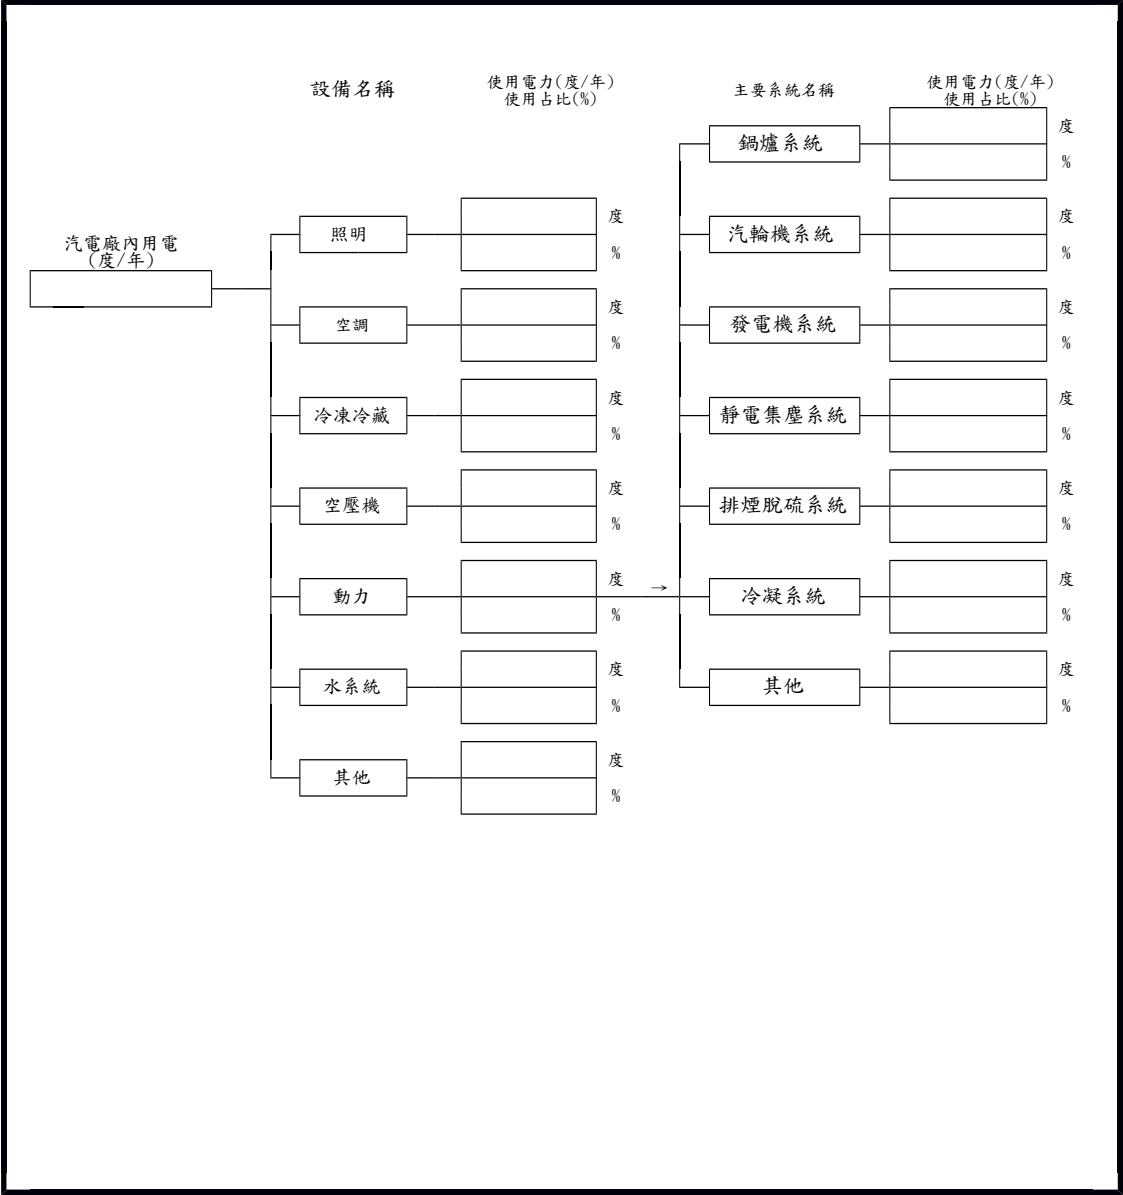 設備名稱
使用電力(度/年)
使用占比(%)
主要系統名稱
使用電力(度/年)
使用占比(%)
汽電廠內用電
(度/年)
照明
度
%
空調
度
%
冷凍冷藏
度
%
空壓機
度
%
動力
度
%
→
水系統
度
%
其他
度
%
鍋爐系統
度
%
汽輪機系統
度
%
發電機系統
度
%
靜電集塵系統
度
%
排煙脫硫系統
度
%
冷凝系統
度
%
其他
度
%